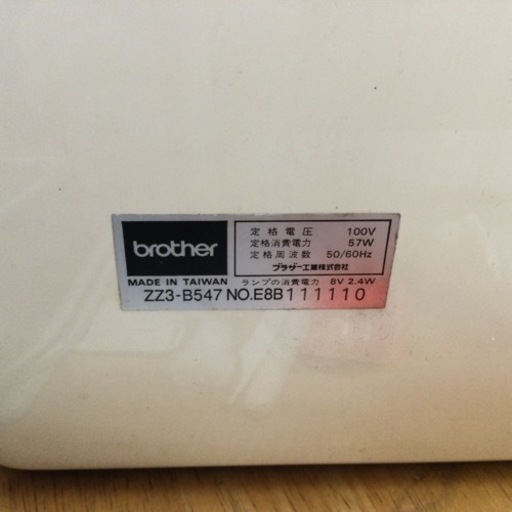 brother
定格電圧 100V
定格消費電力 57W
定格周波数 50/60Hz
ブラザー工業株式会社
MADE IN TAIWAN ランプの消費電力 8V 2.4W
ZZ3-B547 NO.E8B111110